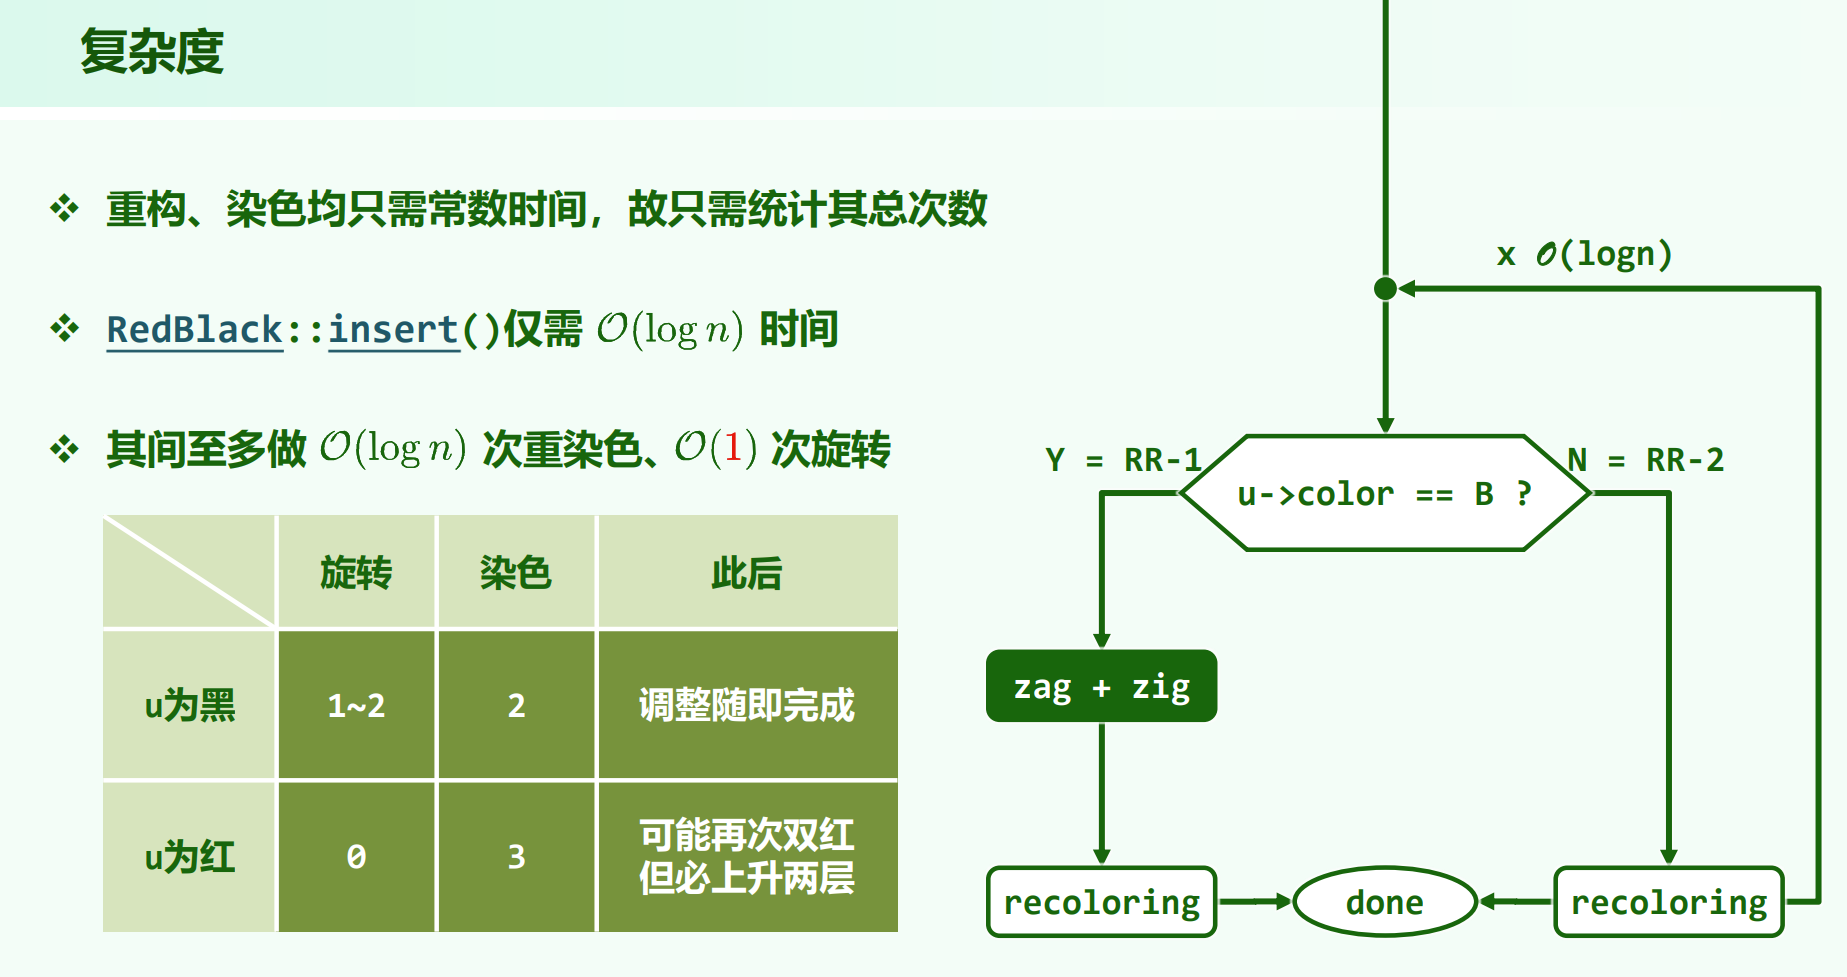 复杂度
❖ 重构、染色均只需常数时间，故只需统计其总次数
❖ RedBlack::insert()仅需 𝒪(log n) 时间
❖ 其间至多做 𝒪(log n) 次重染色、𝒪(1) 次旋转
旋转 染色 此后
u为黑 1~2 2 调整随即完成
u为红 0 3 可能再次双红
但必上升两层
x 𝒪(logn)
Y = RR-1
N = RR-2
u->color == B ?
zag + zig
recoloring
done
recoloring